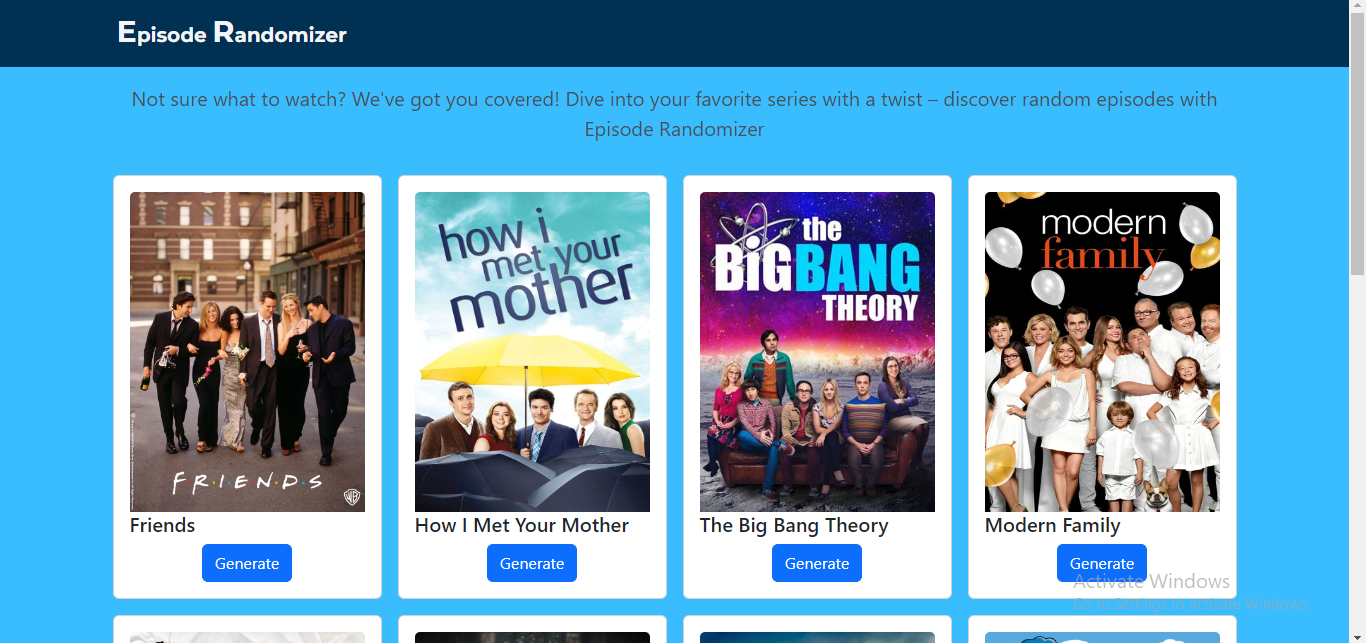 Episode Randomizer
Not sure what to watch? We've got you covered! Dive into your favorite series with a twist – discover random episodes with
Episode Randomizer
F·R·I·E·N·D·S
WB
how i
met your
mother
the
BIGBANG
THEORY
modern
family
Friends
How I Met Your Mother
The Big Bang Theory
Modern Family
Generate
Generate
Generate
Generate
Activate Windows
Go to Settings to activate Windows.